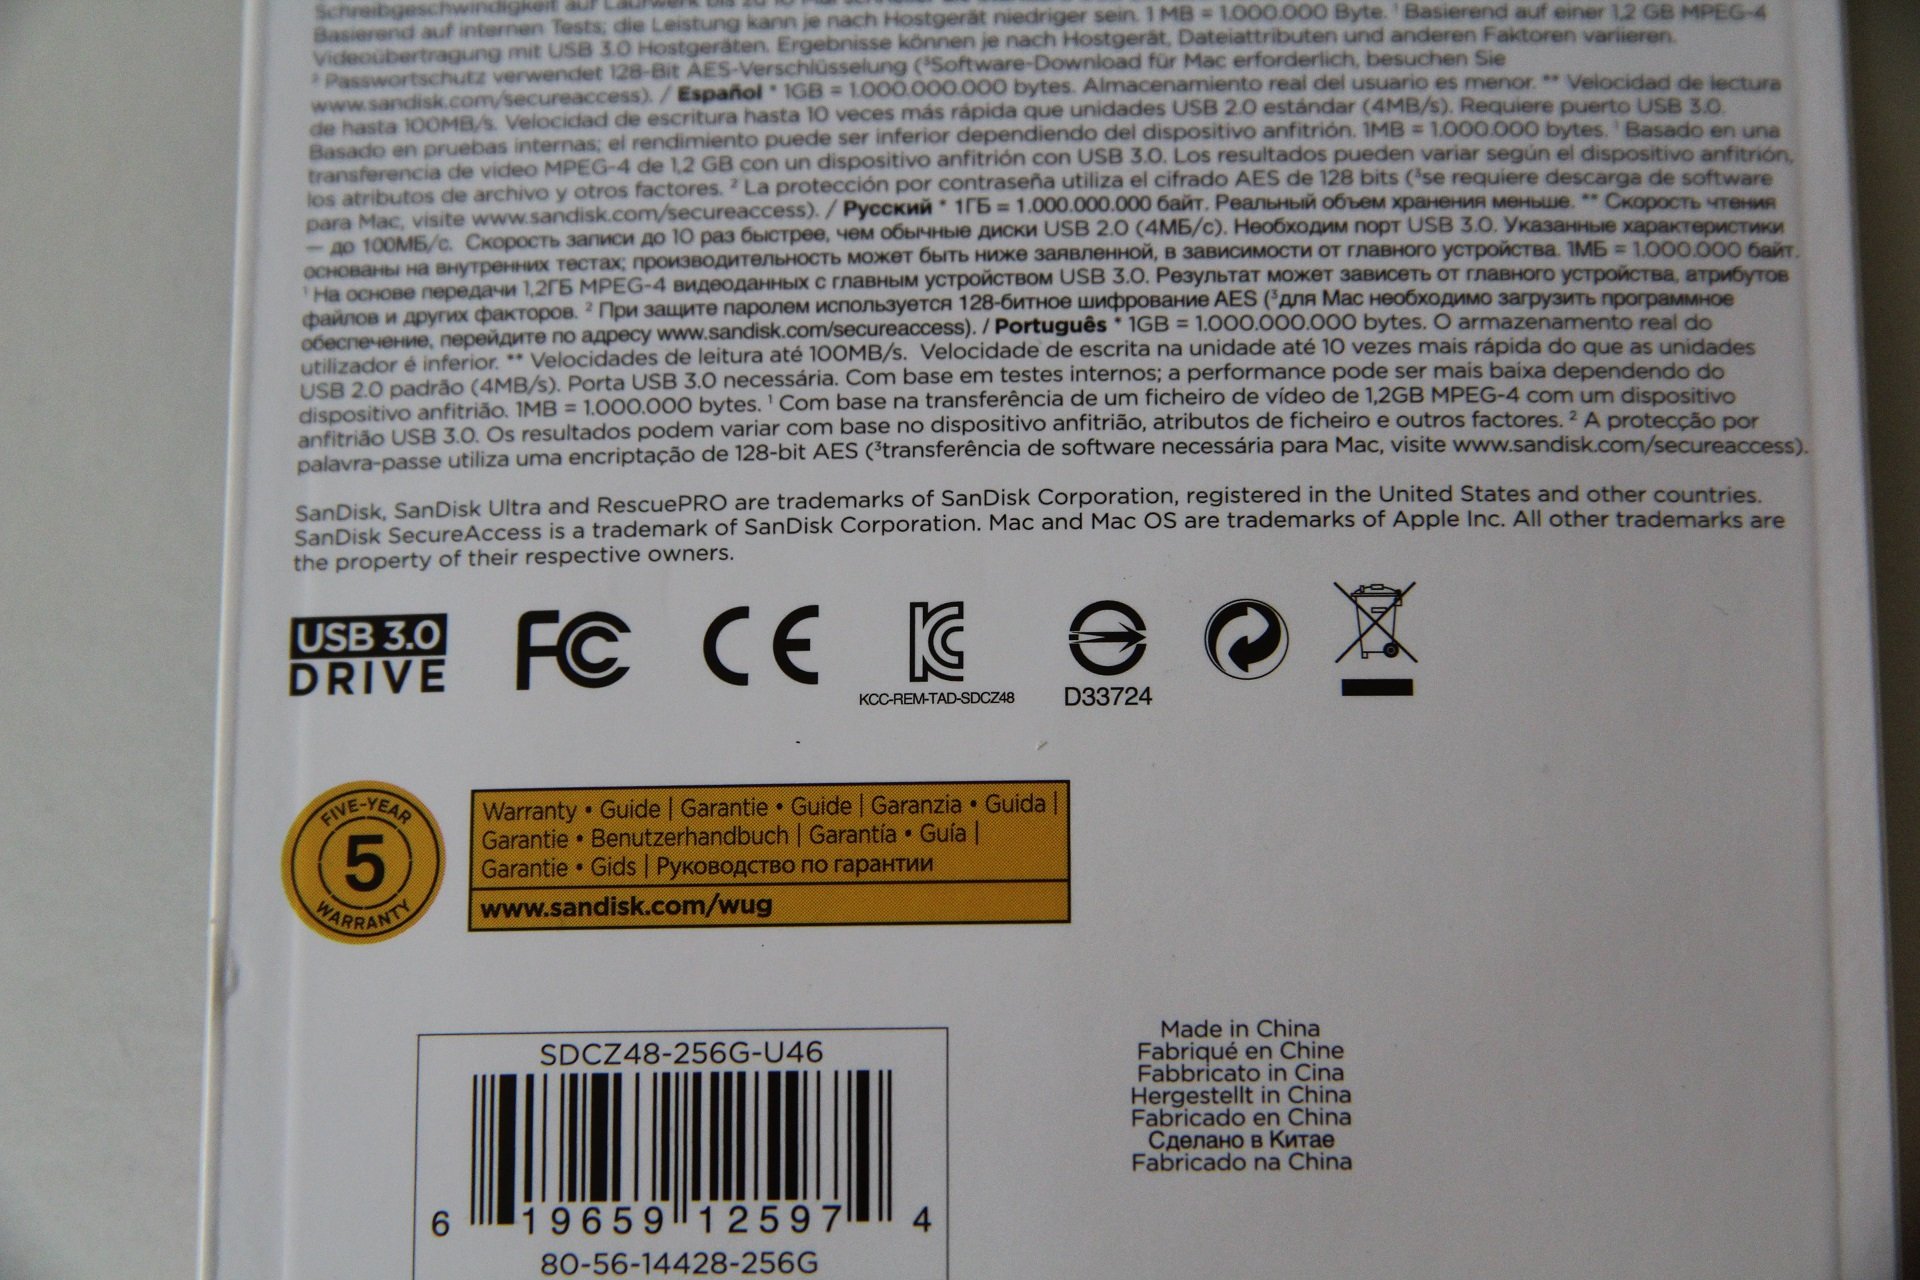 Schreibgeschwindigkeit auf Laufwerk bis zu 10 Mal schneller
Basierend auf internen Tests; die Leistung kann je nach Hostgerät niedriger sein. 1 MB = 1.000.000 Byte. ¹ Basierend auf einer 1,2 GB MPEG-4
Videoübertragung mit USB 3.0 Hostgeräten. Ergebnisse können je nach Hostgerät, Dateiattributen und anderen Faktoren variieren.
² Passwortschutz verwendet 128-Bit AES-Verschlüsselung (³Software-Download für Mac erforderlich, besuchen Sie
www.sandisk.com/secureaccess). / Español * 1GB = 1.000.000.000 bytes. Almacenamiento real del usuario es menor. ** Velocidad de lectura
de hasta 100MB/s. Velocidad de escritura hasta 10 veces más rápida que unidades USB 2.0 estándar (4MB/s). Requiere puerto USB 3.0.
Basado en pruebas internas; el rendimiento puede ser inferior dependiendo del dispositivo anfitrión. 1MB = 1.000.000 bytes. ¹ Basado en una
transferencia de video MPEG-4 de 1,2 GB con un dispositivo anfitrión con USB 3.0. Los resultados pueden variar según el dispositivo anfitrión,
los atributos de archivo y otros factores. ² La protección por contraseña utiliza el cifrado AES de 128 bits (³se requiere descarga de software
para Mac, visite www.sandisk.com/secureaccess). / Русский * 1ГБ = 1.000.000.000 байт. Реальный объем хранения меньше. ** Скорость чтения
— до 100МБ/с. Скорость записи до 10 раз быстрее, чем обычные диски USB 2.0 (4МБ/с). Необходим порт USB 3.0. Указанные характеристики
основаны на внутренних тестах; производительность может быть ниже заявленной, в зависимости от главного устройства. 1МБ = 1.000.000 байт.
¹ На основе передачи 1,2ГБ MPEG-4 видеоданных с главным устройством USB 3.0. Результат может зависеть от главного устройства, атрибутов
файлов и других факторов. ² При защите паролем используется 128-битное шифрование AES (³для Mac необходимо загрузить программное
обеспечение, перейдите по адресу www.sandisk.com/secureaccess). / Português * 1GB = 1.000.000.000 bytes. O armazenamento real do
utilizador é inferior. ** Velocidades de leitura até 100MB/s. Velocidade de escrita na unidade até 10 vezes mais rápida do que as unidades
USB 2.0 padrão (4MB/s). Porta USB 3.0 necessária. Com base em testes internos; a performance pode ser mais baixa dependendo do
dispositivo anfitrião. 1MB = 1.000.000 bytes. ¹ Com base na transferência de um ficheiro de vídeo de 1,2GB MPEG-4 com um dispositivo
anfitrião USB 3.0. Os resultados podem variar com base no dispositivo anfitrião, atributos de ficheiro e outros factores. ² A protecção por
palavra-passe utiliza uma encriptação de 128-bit AES (³transferência de software necessária para Mac, visite www.sandisk.com/secureaccess).
SanDisk, SanDisk Ultra and RescuePRO are trademarks of SanDisk Corporation, registered in the United States and other countries.
SanDisk SecureAccess is a trademark of SanDisk Corporation. Mac and Mac OS are trademarks of Apple Inc. All other trademarks are
the property of their respective owners.
USB 3.0
DRIVE
FC
CE
KC
KCC-REM-TAD-SDCZ48
D33724
FIVE-YEAR
5
WARRANTY
Warranty • Guide | Garantie • Guide | Garanzia • Guida |
Garantie • Benutzerhandbuch | Garantía • Guía |
Garantie • Gids | Руководство по гарантии
www.sandisk.com/wug
SDCZ48-256G-U46
6 19659 12597 4
80-56-14428-256G
Made in China
Fabriqué en Chine
Fabbricato in Cina
Hergestellt in China
Fabricado en China
Сделано в Китае
Fabricado na China